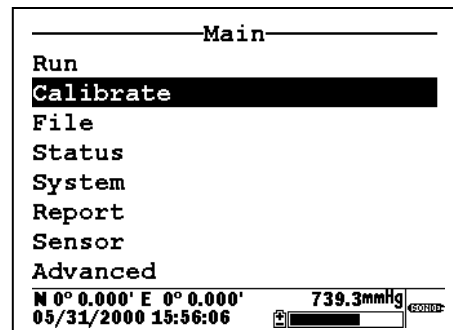 Main
Run
Calibrate
File
Status
System
Report
Sensor
Advanced
N 0° 0.000' E 0° 0.000' 739.3mmHg
05/31/2000 15:56:06
SONDE